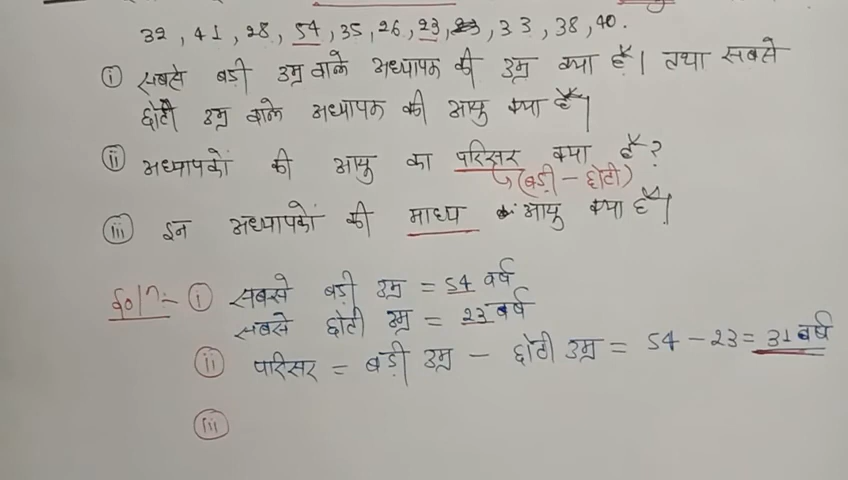 32, 41, 28, 54, 35, 26, 23, 33, 38, 40.
(i) सबसे बड़ी उम्र वाले अध्यापक की उम्र क्या है। तथा सबसे
छोटी उम्र वाले अध्यापक की आयु क्या है।
(ii) अध्यापकों की आयु का परिसर क्या है?
(बड़ी - छोटी)
(iii) इन अध्यापकों की माध्य आयु क्या है।
Soln:- (i) सबसे बड़ी उम्र = 54 वर्ष
सबसे छोटी उम्र = 23 वर्ष
(ii) परिसर = बड़ी उम्र - छोटी उम्र = 54 - 23 = 31 वर्ष
(iii)